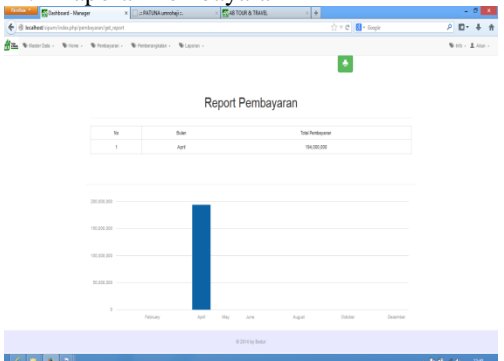 Dashboard - Manager
:: PATUNA umrohaji ::
AB TOUR & TRAVEL
localhost
Google
Master Data
Home
Pembayaran
Pemberangkatan
Laporan
Info
Akun
Report Pembayaran
No Bulan Total Pembayaran
1 April 194,000,000
200,000,000
150,000,000
100,000,000
50,000,000
0
February April May June August October December